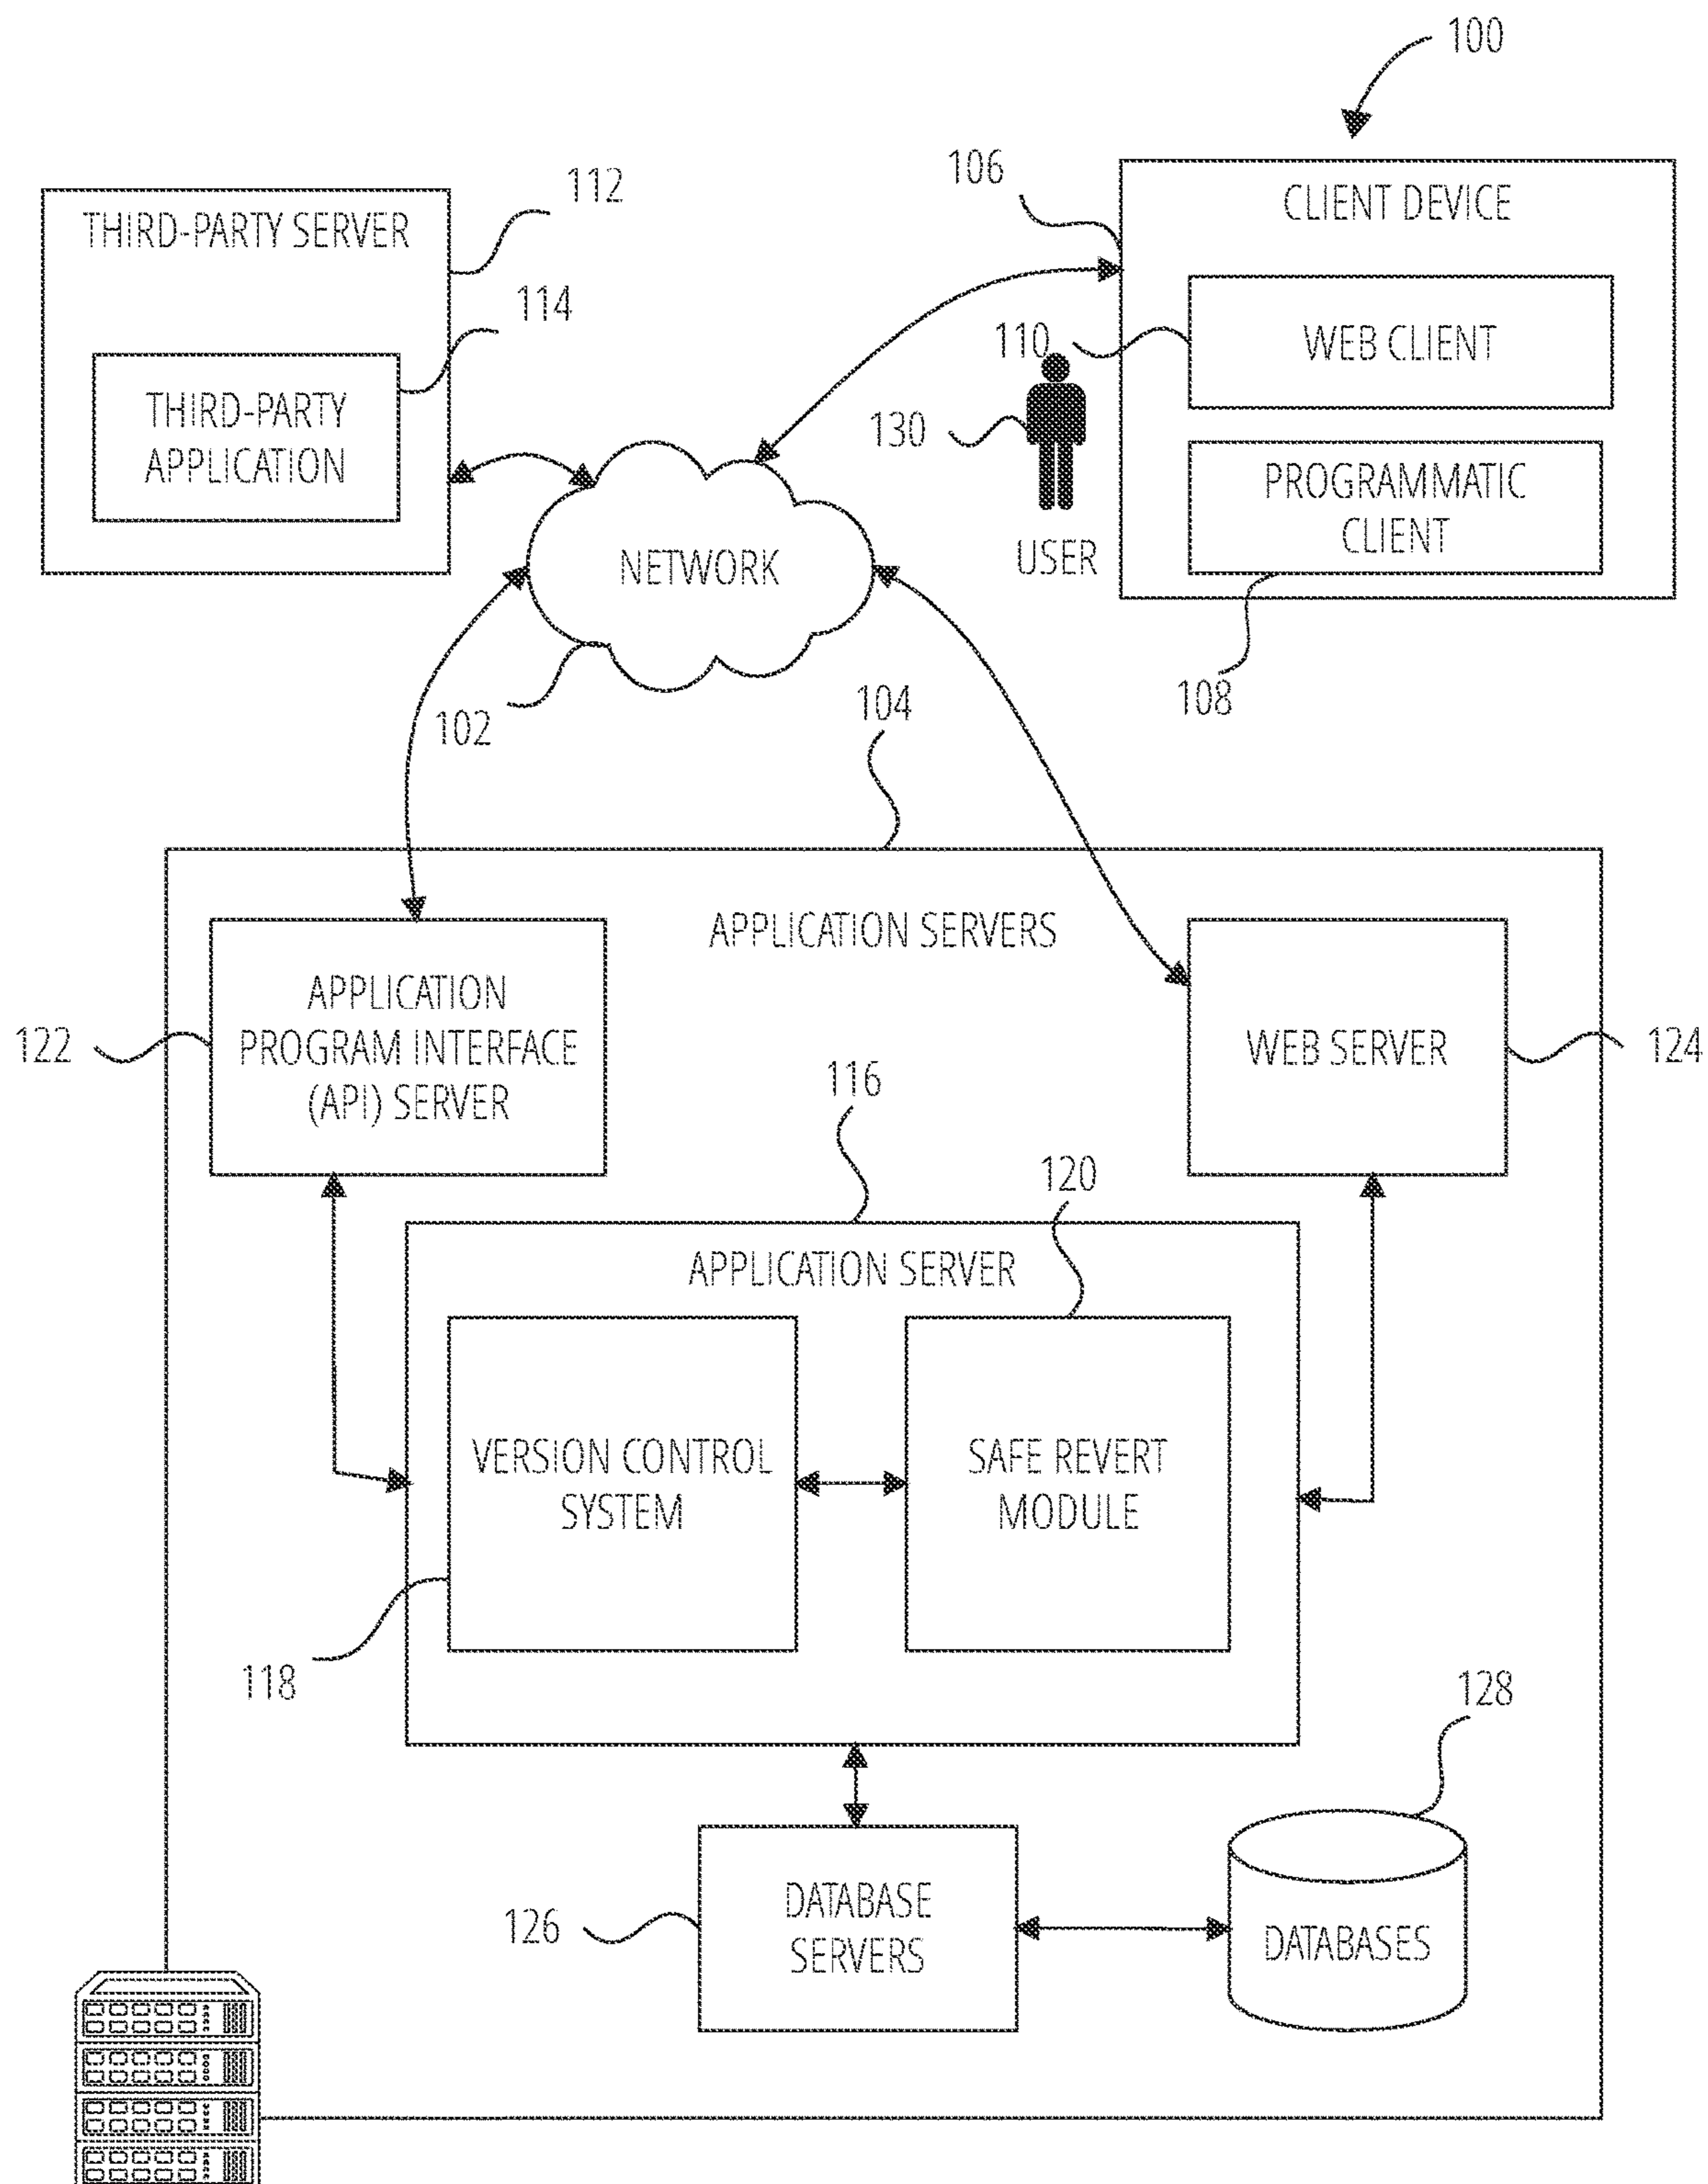 100
106
CLIENT DEVICE
112
THIRD-PARTY SERVER
114
110
WEB CLIENT
THIRD-PARTY
APPLICATION
130
PROGRAMMATIC
CLIENT
NETWORK
USER
108
102
104
APPLICATION SERVERS
APPLICATION
PROGRAM INTERFACE
(API) SERVER
122
WEB SERVER
124
116
120
APPLICATION SERVER
VERSION CONTROL
SYSTEM
SAFE REVERT
MODULE
118
128
DATABASE
SERVERS
126
DATABASES